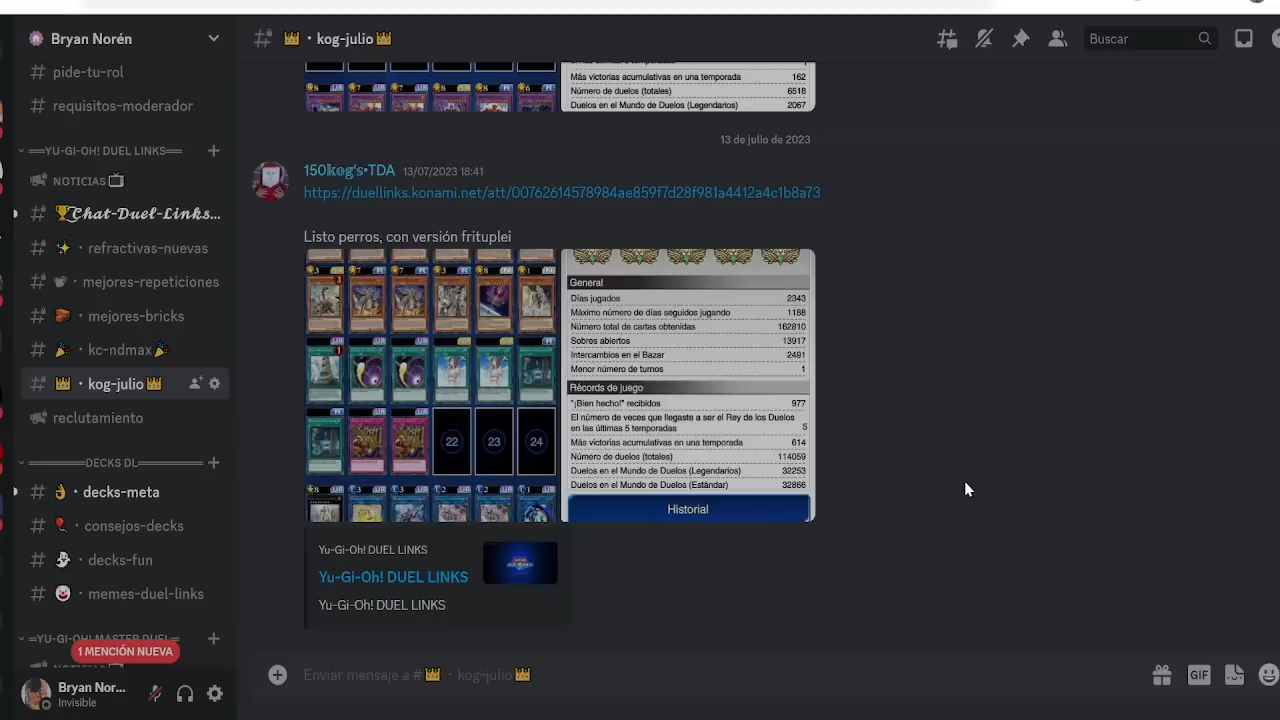 Bryan Norén
# pide-tu-rol
# requisitos-moderador
══YU-GI-OH! DUEL LINKS══
NOTICIAS
# 🏆Chat-Duel-Links...
# ✨・refractivas-nuevas
# ・mejores-repeticiones
# 🧱・mejores-bricks
# 🎉・kc-ndmax🎉
# 👑・kog-julio👑
reclutamiento
DECKS DL
# 👌・decks-meta
# 🎈・consejos-decks
# 👻・decks-fun
# 🤡・memes-duel-links
═YU-GI-OH! MASTER DUEL═
1 MENCIÓN NUEVA
Bryan Nor...
Invisible
# 👑・kog-julio👑
Buscar
Más victorias acumulativas en una temporada 162
Número de duelos (totales) 6518
Duelos en el Mundo de Duelos (Legendarios) 2067
13 de julio de 2023
150𝕜𝕠𝕘'𝕤•TDA 13/07/2023 18:41
https://duellinks.konami.net/att/00762614578984ae859f7d28f981a4412a4c1b8a73
Listo perros, con versión frituplei
General
Días jugados 2343
Máximo número de días seguidos jugando 1188
Número total de cartas obtenidas 162810
Sobres abiertos 13917
Intercambios en el Bazar 2491
Menor número de turnos 1
Récords de juego
"¡Bien hecho!" recibidos 977
El número de veces que llegaste a ser el Rey de los Duelos
en las últimas 5 temporadas 5
Más victorias acumulativas en una temporada 614
Número de duelos (totales) 114059
Duelos en el Mundo de Duelos (Legendarios) 32253
Duelos en el Mundo de Duelos (Estándar) 32866
Historial
22 23 24
Yu-Gi-Oh! DUEL LINKS
Yu-Gi-Oh! DUEL LINKS
Yu-Gi-Oh! DUEL LINKS
Enviar mensaje a #👑・kog-julio👑
GIF